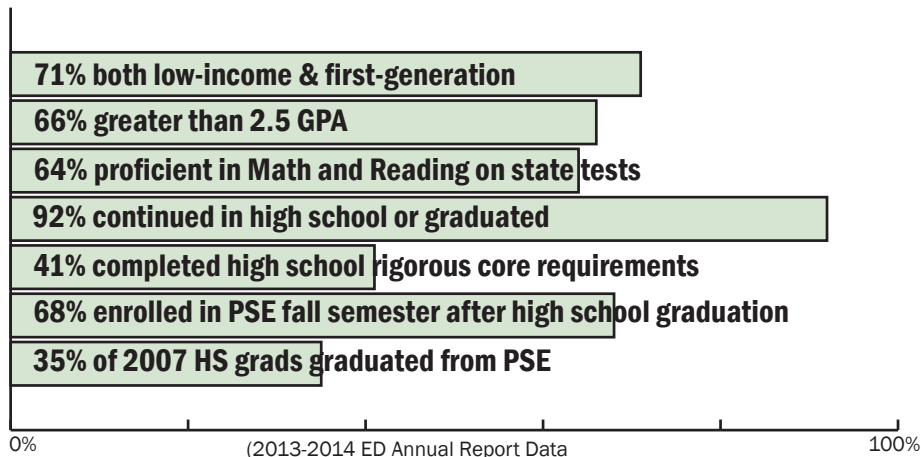 71% both low-income & first-generation
66% greater than 2.5 GPA
64% proficient in Math and Reading on state tests
92% continued in high school or graduated
41% completed high school rigorous core requirements
68% enrolled in PSE fall semester after high school graduation
35% of 2007 HS grads graduated from PSE
0% (2013-2014 ED Annual Report Data 100%